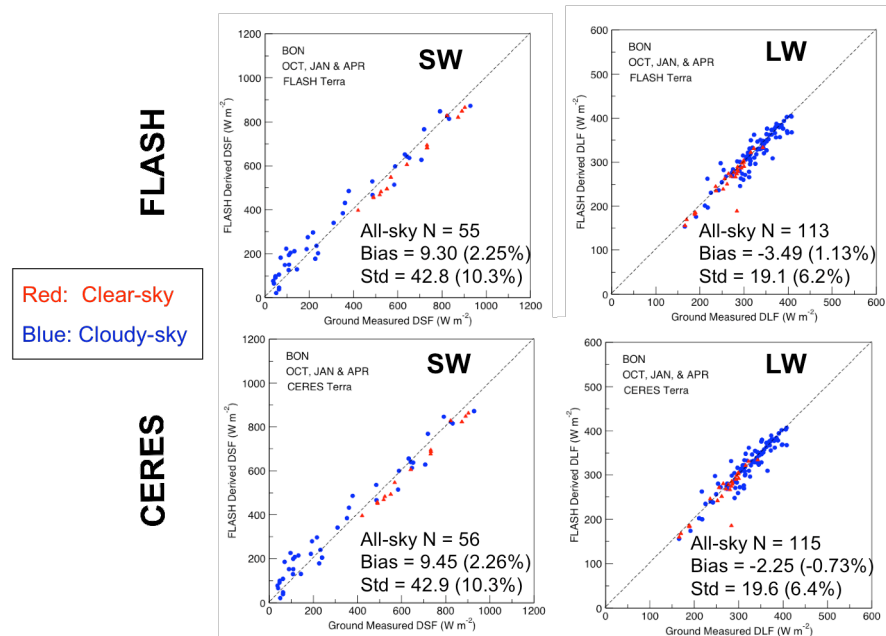 FLASH
Red: Clear-sky
Blue: Cloudy-sky
CERES
SW
BON
OCT, JAN & APR
FLASH Terra
All-sky N = 55
Bias = 9.30 (2.25%)
Std = 42.8 (10.3%)
FLASH Derived DSF (W m-2)
1200
1000
800
600
400
200
0
0 200 400 600 800 1000 1200
Ground Measured DSF (W m-2)
LW
BON
OCT, JAN, & APR
FLASH Terra
All-sky N = 113
Bias = -3.49 (1.13%)
Std = 19.1 (6.2%)
FLASH Derived DLF (W m-2)
600
500
400
300
200
100
0
0 100 200 300 400 500 600
Ground Measured DLF (W m-2)
SW
BON
OCT, JAN, & APR
CERES Terra
All-sky N = 56
Bias = 9.45 (2.26%)
Std = 42.9 (10.3%)
FLASH Derived DSF (W m-2)
1200
1000
800
600
400
200
0
0 200 400 600 800 1000 1200
Ground Measured DSF (W m-2)
LW
BON
OCT, JAN, & APR
CERES Terra
All-sky N = 115
Bias = -2.25 (-0.73%)
Std = 19.6 (6.4%)
FLASH Derived DLF (W m-2)
600
500
400
300
200
100
0
0 100 200 300 400 500 600
Ground Measured DLF (W m-2)